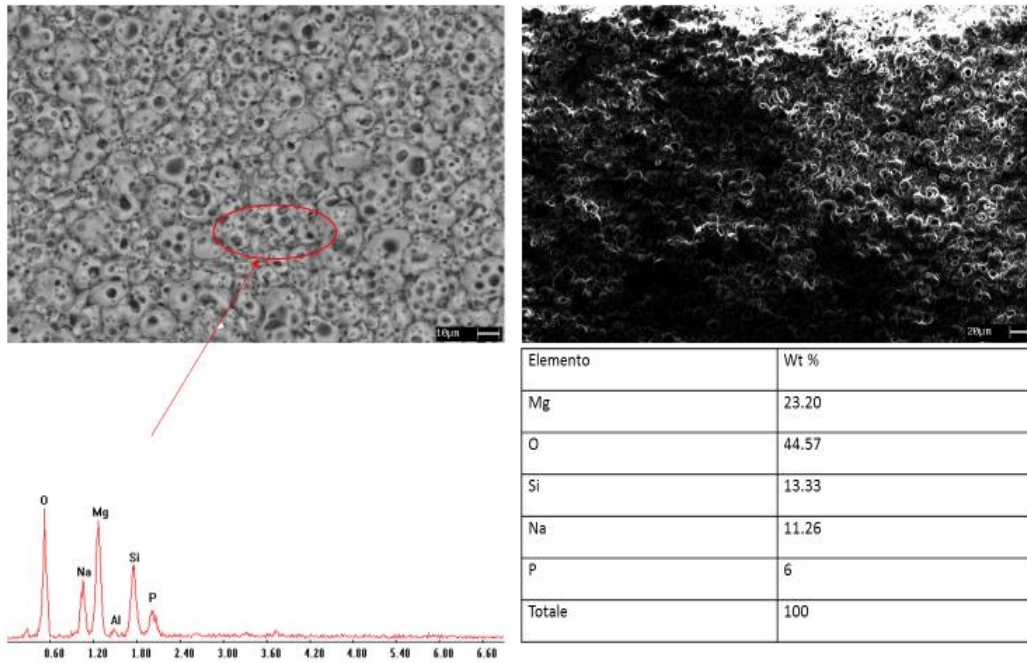 10µm
20µm
Elemento Wt %
Mg 23.20
O 44.57
Si 13.33
Na 11.26
P 6
Totale 100
O
Mg
Na
Si
Al
P
0.60 1.20 1.80 2.40 3.00 3.60 4.20 4.80 5.40 6.00 6.60